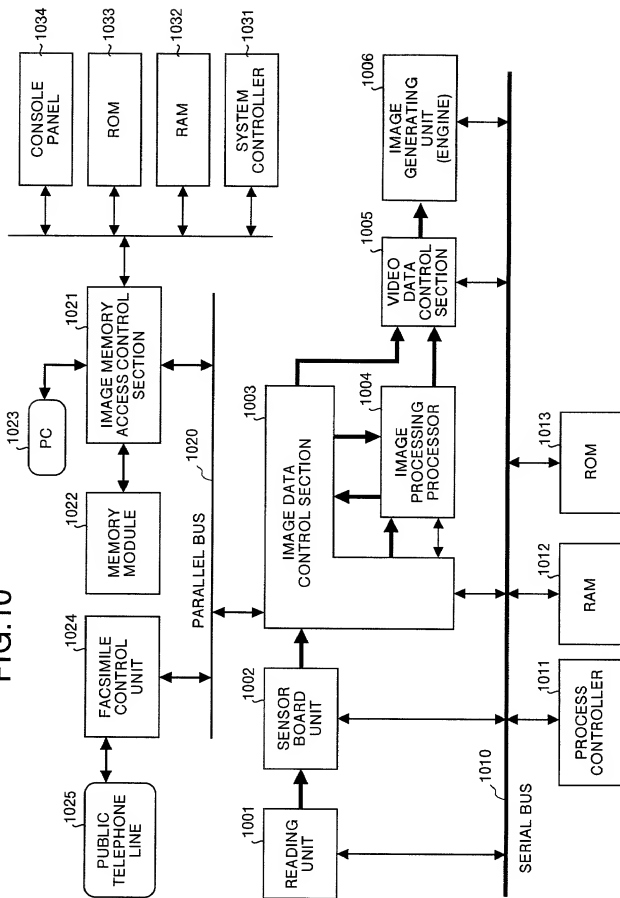 FIG.10
1025
PUBLIC
TELEPHONE
LINE
1024
FACSIMILE
CONTROL
UNIT
1022
MEMORY
MODULE
1023
PC
1021
IMAGE MEMORY
ACCESS CONTROL
SECTION
1034
CONSOLE
PANEL
1033
ROM
1032
RAM
1031
SYSTEM
CONTROLLER
PARALLEL BUS
1020
1001
READING
UNIT
1002
SENSOR
BOARD
UNIT
1003
IMAGE DATA
CONTROL SECTION
1004
IMAGE
PROCESSING
PROCESSOR
1005
VIDEO
DATA
CONTROL
SECTION
1006
IMAGE
GENERATING
UNIT
(ENGINE)
SERIAL BUS
1010
1011
PROCESS
CONTROLLER
1012
RAM
1013
ROM